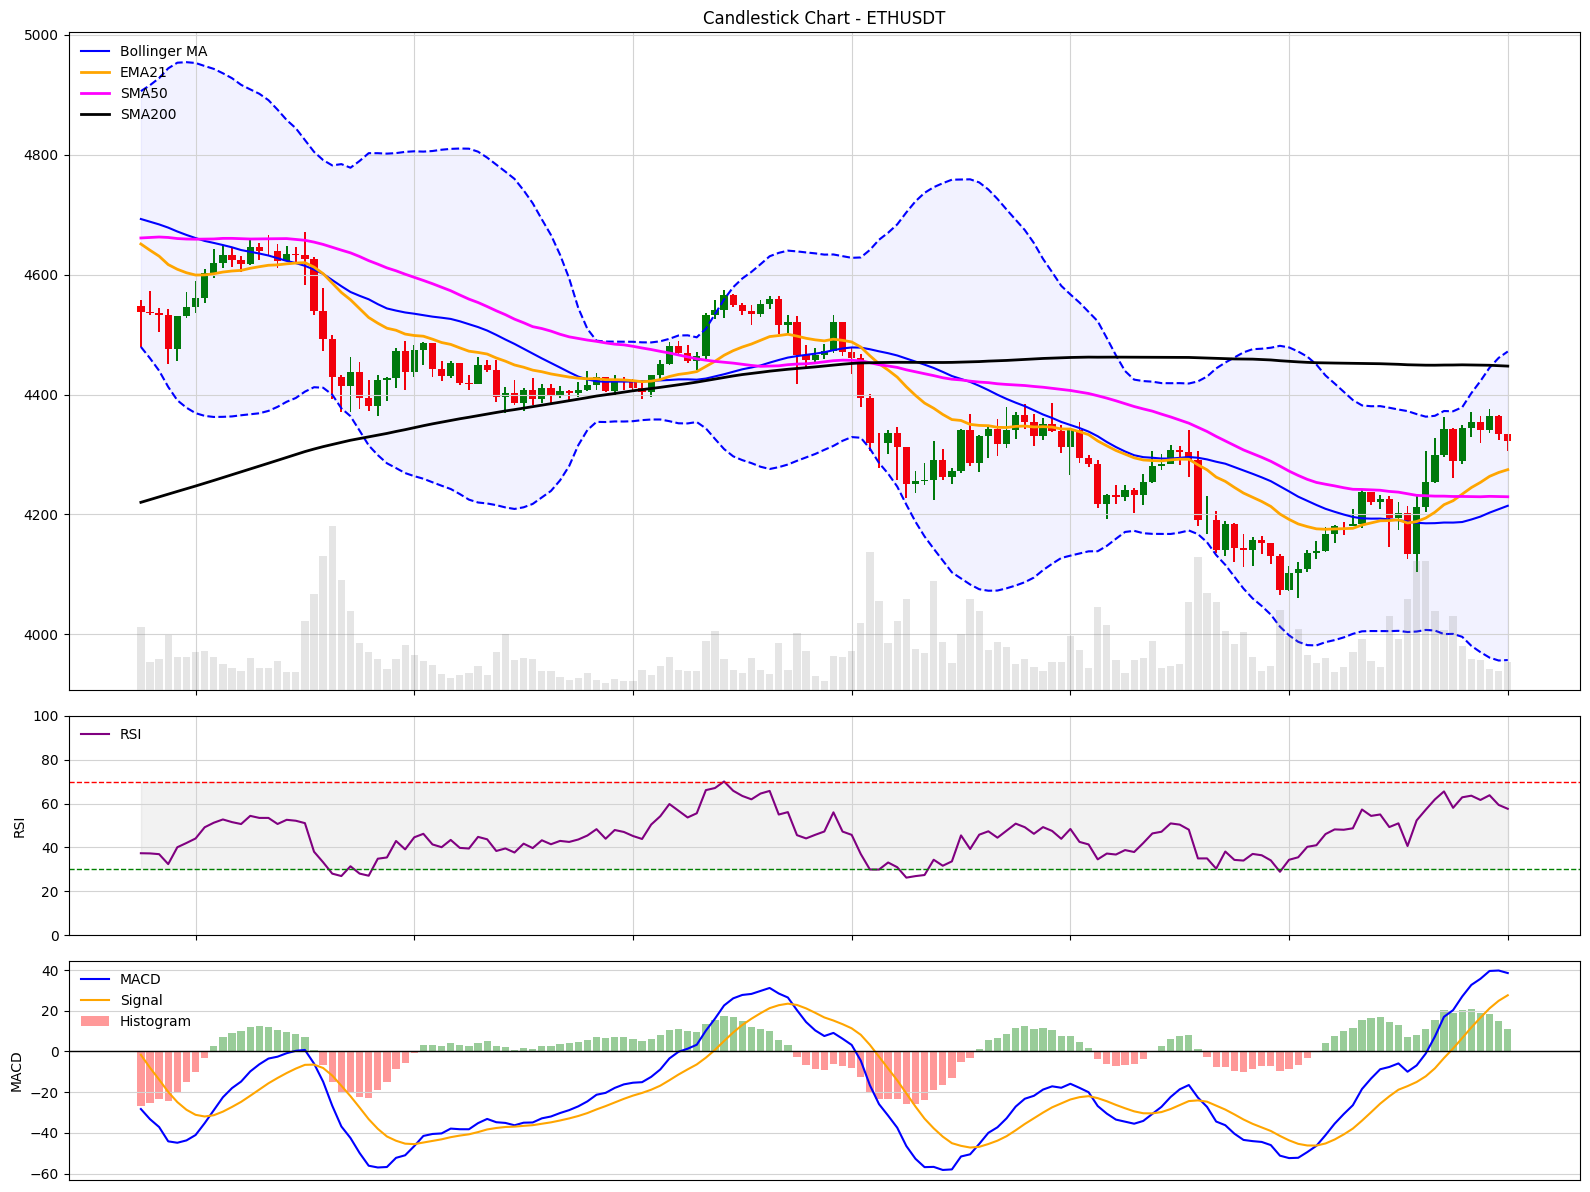 Candlestick Chart - ETHUSDT
5000
4800
4600
4400
4200
4000
Bollinger MA
EMA21
SMA50
SMA200
100
80
60
40
20
0
RSI
RSI
40
20
0
−20
−40
−60
MACD
MACD
Signal
Histogram